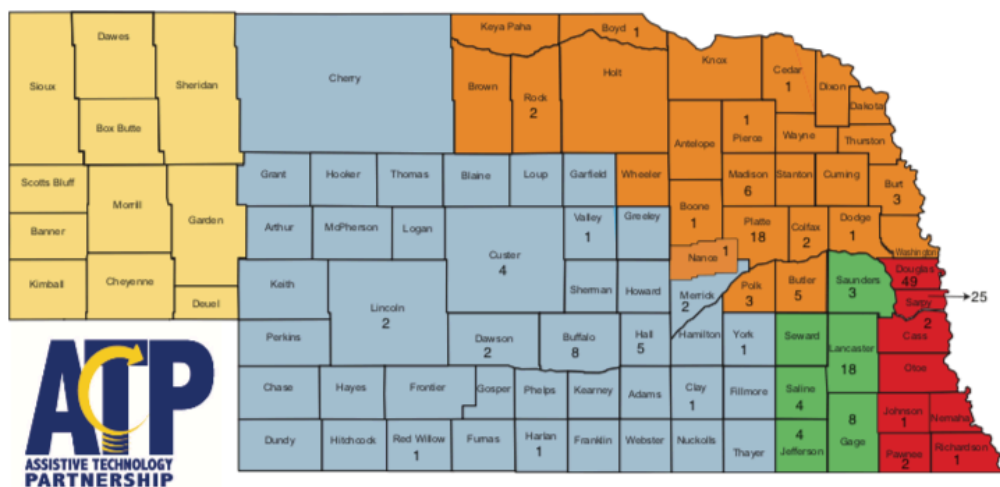 Keya Paha
Boyd 1
Dawes
Sioux
Sheridan
Cherry
Brown
Rock
2
Holt
Knox
Cedar
1
Dixon
Dakota
Box Butte
Antelope
1
Pierce
Wayne
Thurston
Scotts Bluff
Morrill
Garden
Grant
Hooker
Thomas
Blaine
Loup
Garfield
Wheeler
Madison
6
Stanton
Cuming
Burt
3
Banner
Arthur
McPherson
Logan
Custer
4
Valley
1
Greeley
Boone
1
Platte
18
Colfax
2
Dodge
1
Washington
Kimball
Cheyenne
Deuel
Keith
Lincoln
2
Sherman
Howard
Nance 1
Merrick
2
Polk
3
Butler
5
Saunders
3
Douglas
49
Sarpy
25
Perkins
Dawson
2
Buffalo
8
Hall
5
Hamilton
York
1
Seward
Lancaster
18
2
Cass
Otoe
Chase
Hayes
Frontier
Gosper
Phelps
Kearney
Adams
Clay
1
Fillmore
Saline
4
8
Gage
Johnson
1
Nemaha
Dundy
Hitchcock
Red Willow
1
Furnas
Harlan
1
Franklin
Webster
Nuckolls
Thayer
4
Jefferson
Pawnee
2
Richardson
1
ATP
ASSISTIVE TECHNOLOGY
PARTNERSHIP